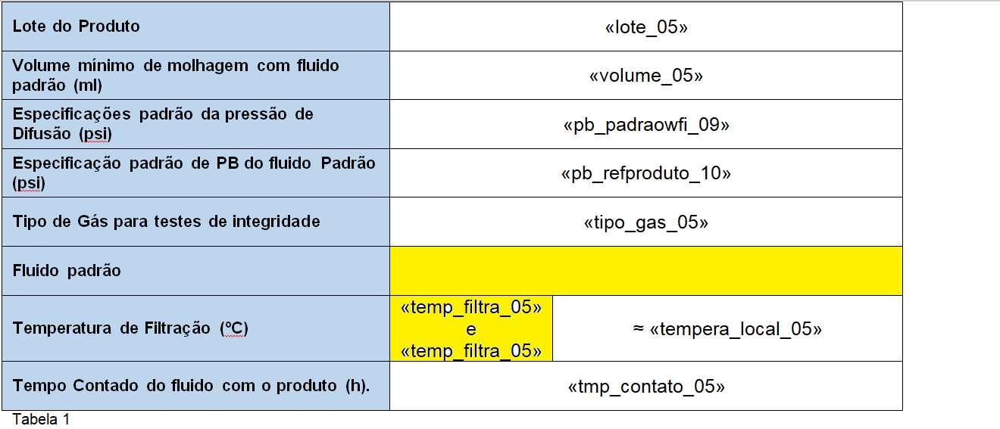 Lote do Produto
«lote_05»
Volume mínimo de molhagem com fluido
padrão (ml)
«volume_05»
Especificações padrão da pressão de
Difusão (psi)
«pb_padraowfi_09»
Especificação padrão de PB do fluido Padrão
(psi)
«pb_refproduto_10»
Tipo de Gás para testes de integridade
«tipo_gas_05»
Fluido padrão
Temperatura de Filtração (ºC)
«temp_filtra_05»
e
«temp_filtra_05»
≈ «tempera_local_05»
Tempo Contado do fluido com o produto (h).
«tmp_contato_05»
Tabela 1